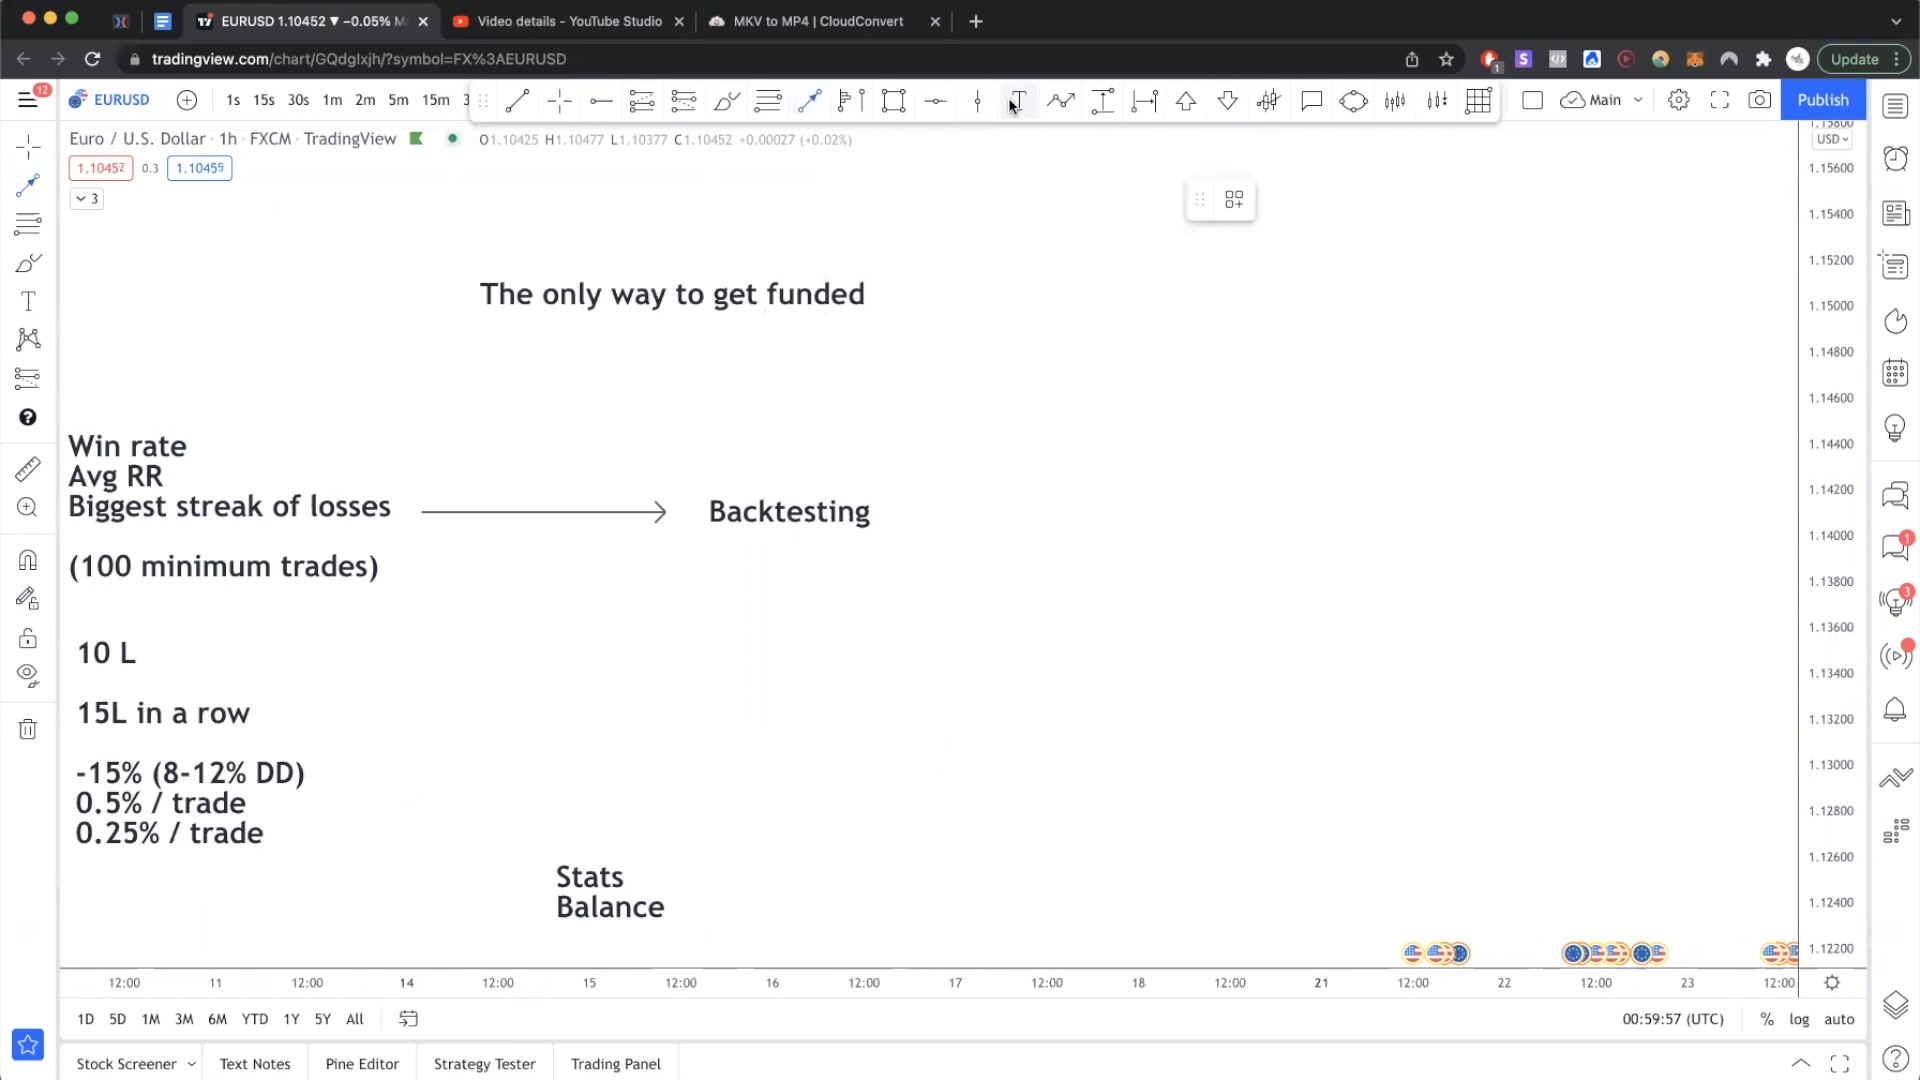 EURUSD 1.10452 ▼ −0.05% M
Video details - YouTube Studio
MKV to MP4 | CloudConvert
tradingview.com/chart/GQdglxjh/?symbol=FX%3AEURUSD
1
S
Update
12
EURUSD
1s 15s 30s 1m 2m 5m 15m 3
Main
Publish
Euro / U.S. Dollar · 1h · FXCM · TradingView
O1.10425 H1.10477 L1.10377 C1.10452 +0.00027 (+0.02%)
1.10457 0.3 1.10459
3
USD
1.15800
1.15600
1.15400
1.15200
1.15000
1.14800
1.14600
1.14400
1.14200
1.14000
1.13800
1.13600
1.13400
1.13200
1.13000
1.12800
1.12600
1.12400
1.12200
The only way to get funded
Win rate
Avg RR
Biggest streak of losses
Backtesting
(100 minimum trades)
10 L
15L in a row
-15% (8-12% DD)
0.5% / trade
0.25% / trade
Stats
Balance
1
3
12:00 11 12:00 14 12:00 15 12:00 16 12:00 17 12:00 18 12:00 21 12:00 22 12:00 23 12:00
1D 5D 1M 3M 6M YTD 1Y 5Y All
00:59:57 (UTC) % log auto
Stock Screener Text Notes Pine Editor Strategy Tester Trading Panel